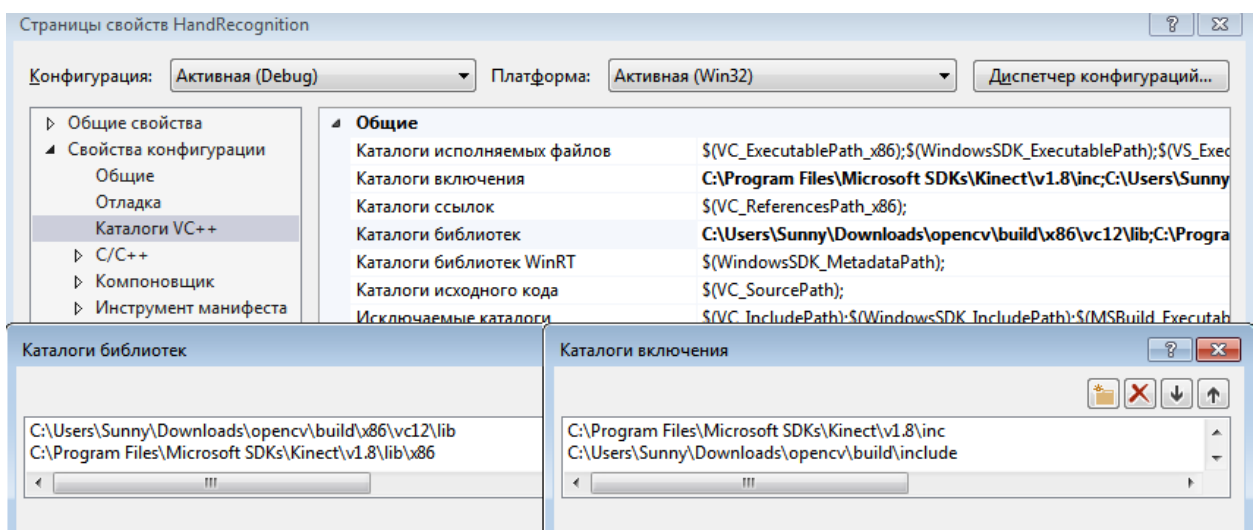 Страницы свойств HandRecognition
Конфигурация: Активная (Debug) Платформа: Активная (Win32) Диспетчер конфигураций...
Общие свойства
Свойства конфигурации
Общие
Отладка
Каталоги VC++
C/C++
Компоновщик
Инструмент манифеста
Общие
Каталоги исполняемых файлов $(VC_ExecutablePath_x86);$(WindowsSDK_ExecutablePath);$(VS_Exec
Каталоги включения C:\Program Files\Microsoft SDKs\Kinect\v1.8\inc;C:\Users\Sunny
Каталоги ссылок $(VC_ReferencesPath_x86);
Каталоги библиотек C:\Users\Sunny\Downloads\opencv\build\x86\vc12\lib;C:\Progra
Каталоги библиотек WinRT $(WindowsSDK_MetadataPath);
Каталоги исходного кода $(VC_SourcePath);
Исключаемые каталоги $(VC_IncludePath);$(WindowsSDK_IncludePath);$(MSBuild_Executab
Каталоги библиотек
C:\Users\Sunny\Downloads\opencv\build\x86\vc12\lib
C:\Program Files\Microsoft SDKs\Kinect\v1.8\lib\x86
Каталоги включения
C:\Program Files\Microsoft SDKs\Kinect\v1.8\inc
C:\Users\Sunny\Downloads\opencv\build\include